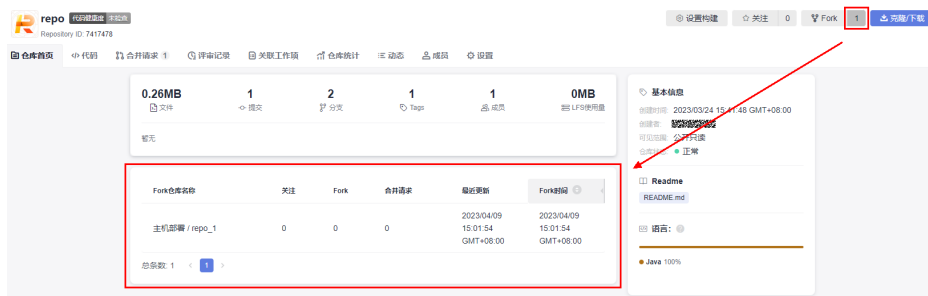 repo 代码健康度 未检查
设置构建 关注 0 Fork 1 克隆/下载
Repository ID: 7417478
仓库首页 代码 合并请求 1 评审记录 关联工作项 仓库统计 动态 成员 设置
0.26MB 1 2 1 1 0MB
文件 提交 分支 Tags 成员 LFS使用量
暂无
Fork仓库名称 关注 Fork 合并请求 最近更新 Fork时间
主机部署 / repo_1 0 0 0 2023/04/09 15:01:54 GMT+08:00 2023/04/09 15:01:54 GMT+08:00
总条数: 1 < 1 >
基本信息
创建时间: 2023/03/24 15:41:48 GMT+08:00
创建者:
可见范围: 公开只读
仓库状态: 正常
Readme
README.md
语言:
Java 100%